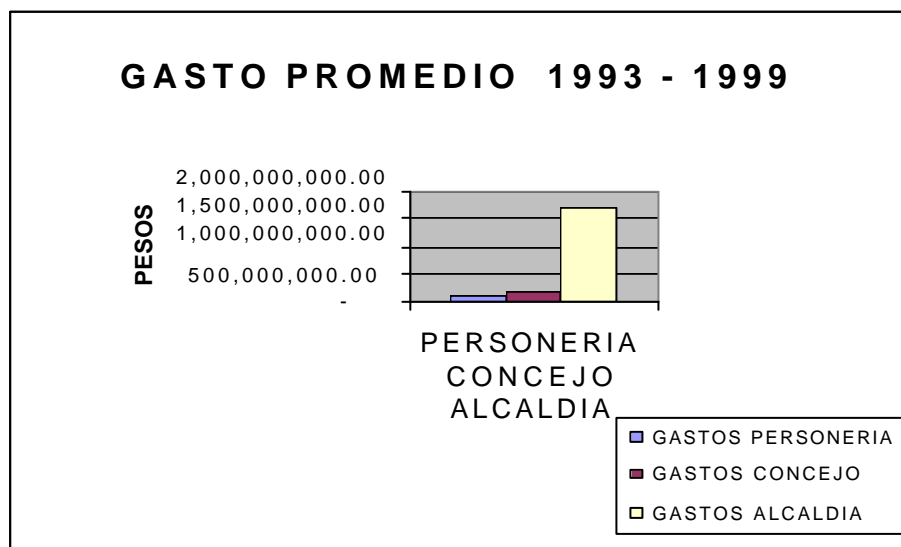 GASTO PROMEDIO 1993 - 1999
PESOS
2,000,000,000.00
1,500,000,000.00
1,000,000,000.00
500,000,000.00
-
PERSONERIA
CONCEJO
ALCALDIA
GASTOS PERSONERIA
GASTOS CONCEJO
GASTOS ALCALDIA